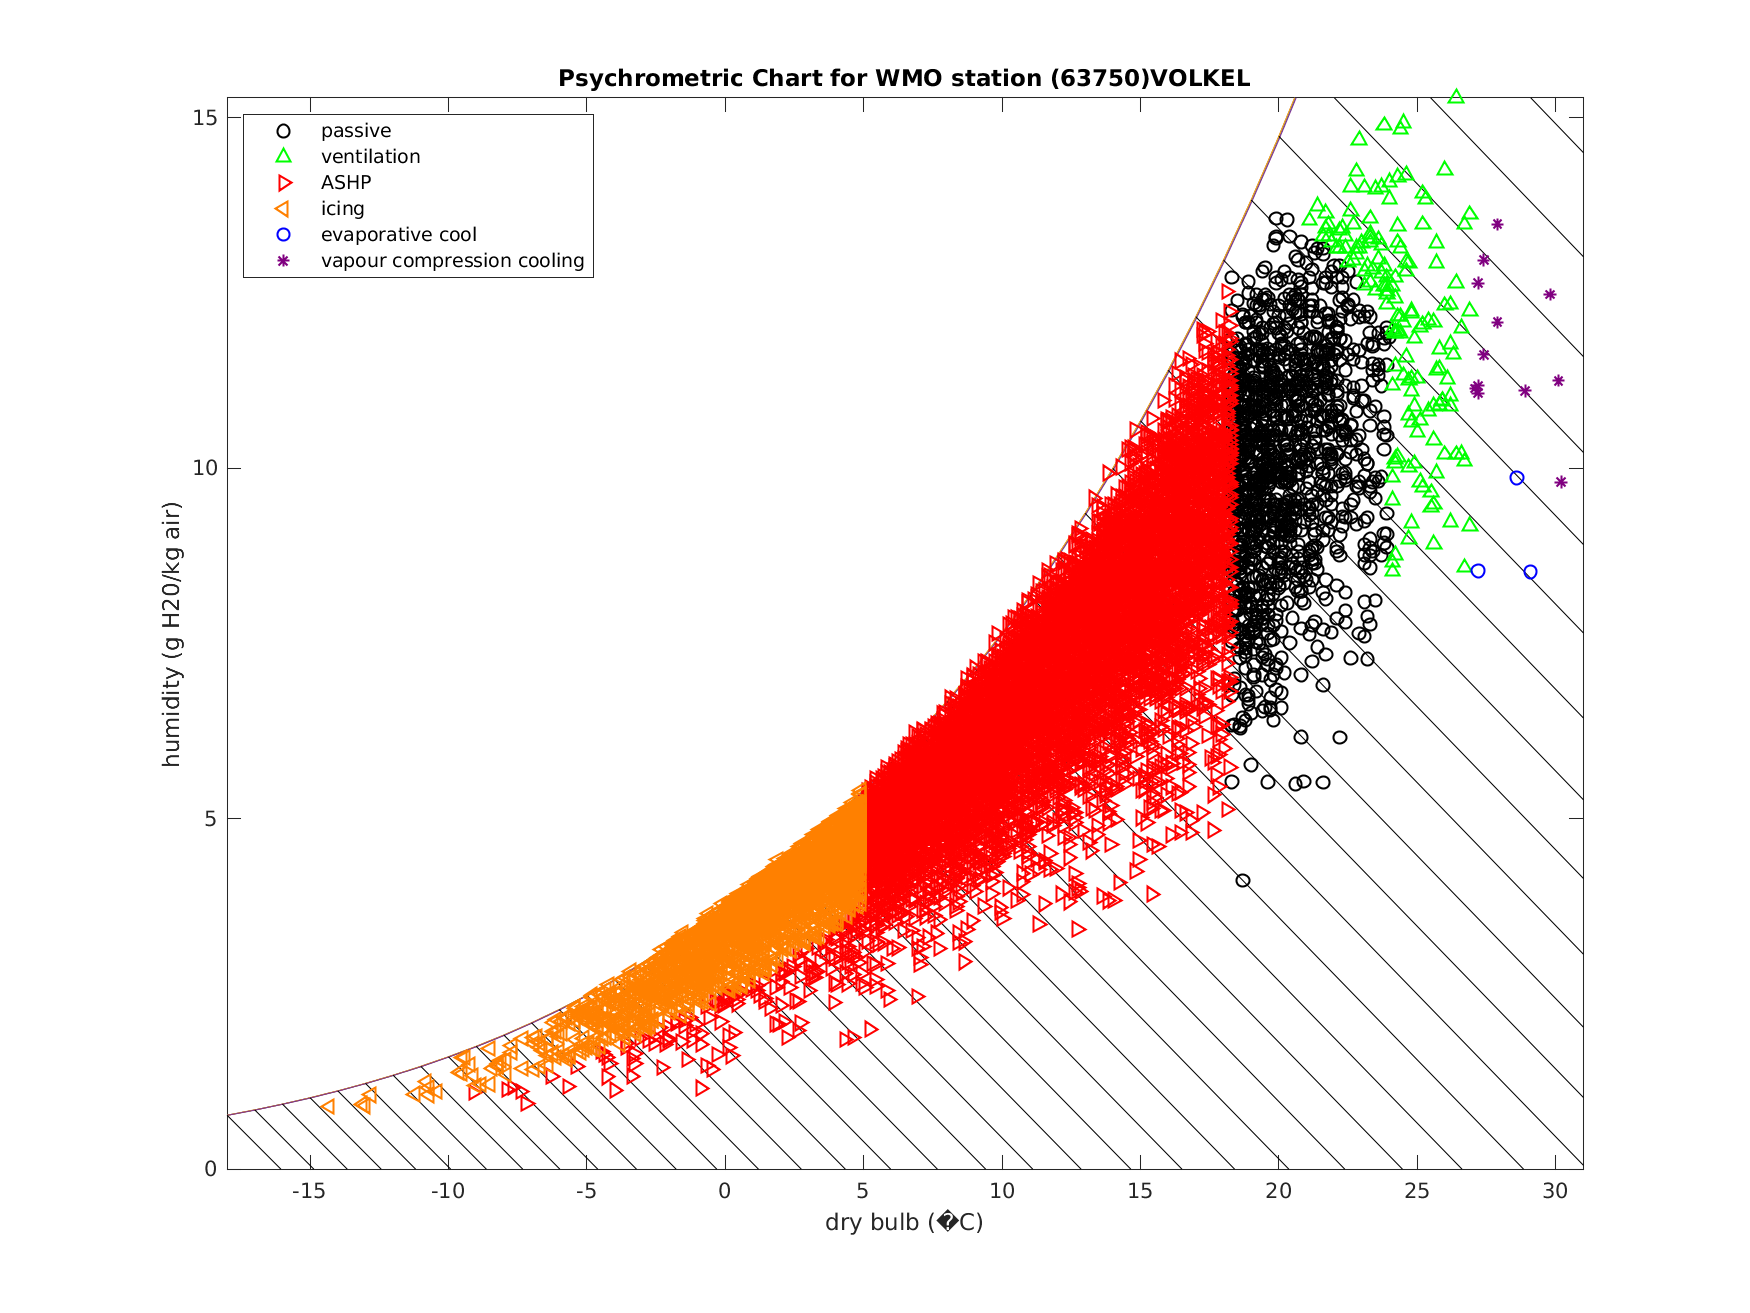 Psychrometric Chart for WMO station (63750)VOLKEL
passive
ventilation
ASHP
icing
evaporative cool
vapour compression cooling
15
10
5
0
humidity (g H20/kg air)
-15 -10 -5 0 5 10 15 20 25 30
dry bulb (�C)